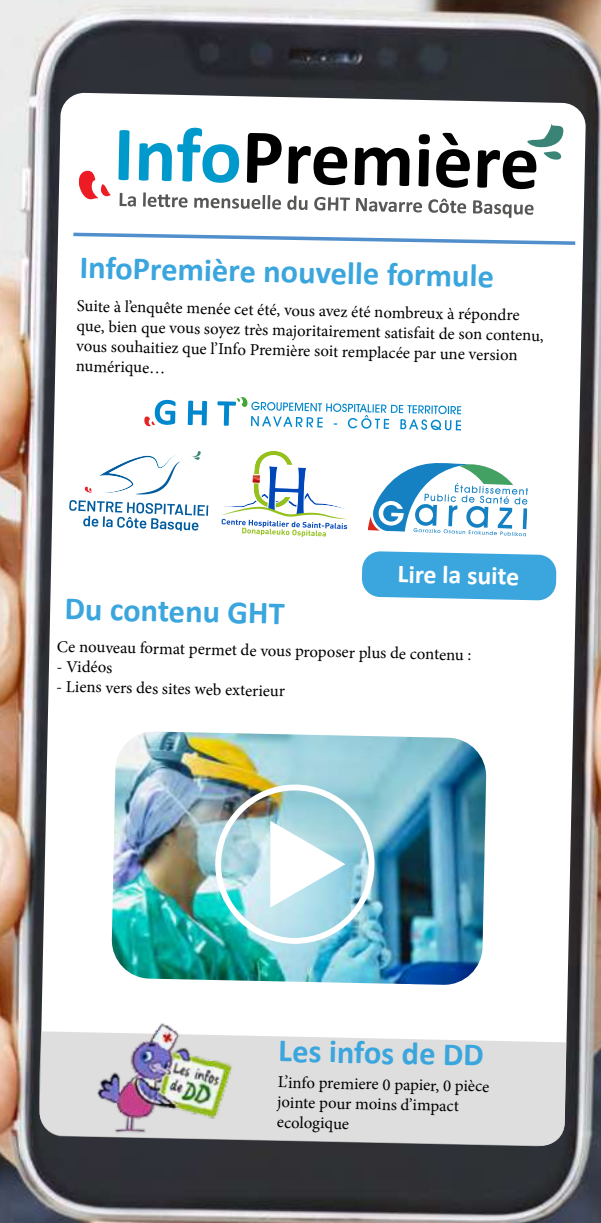 InfoPremière
La lettre mensuelle du GHT Navarre Côte Basque
InfoPremière nouvelle formule
Suite à l'enquête menée cet été, vous avez été nombreux à répondre
que, bien que vous soyez très majoritairement satisfait de son contenu,
vous souhaitiez que l'Info Première soit remplacée par une version
numérique…
GHT GROUPEMENT HOSPITALIER DE TERRITOIRE
NAVARRE - CÔTE BASQUE
CENTRE HOSPITALIEI
de la Côte Basque
CH
Centre Hospitalier de Saint-Palais
Donapaleuko Ospitalea
Établissement
Public de Santé de
Garazi
Garaziko Osasun Erakunde Publikoa
Lire la suite
Du contenu GHT
Ce nouveau format permet de vous proposer plus de contenu :
- Vidéos
- Liens vers des sites web exterieur
Les infos
de DD
Les infos de DD
L'info premiere 0 papier, 0 pièce
jointe pour moins d'impact
ecologique